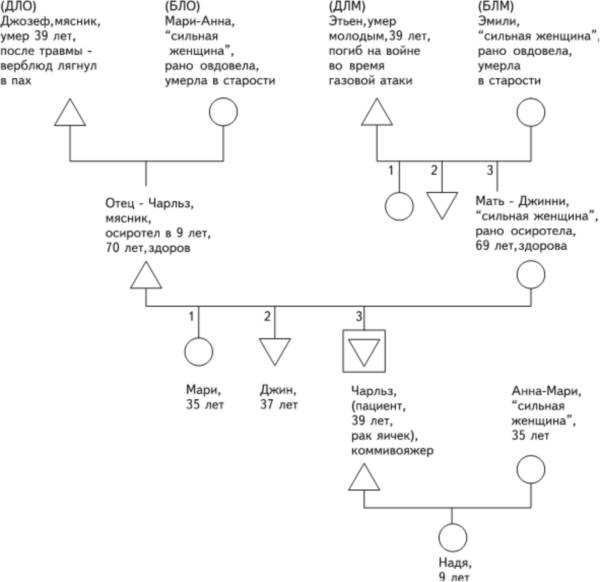 (ДЛО)
Джозеф,мясник,
умер 39 лет,
после травмы -
верблюд лягнул
в пах
(БЛО)
Мари-Анна,
“сильная
женщина”,
рано овдовела,
умерла в старости
(ДЛМ)
Этьен,умер
молодым,39 лет,
погиб на войне
во время
газовой атаки
(БЛМ)
Эмили,
“сильная женщина”,
рано овдовела,
умерла
в старости
1
2
3
Отец - Чарльз,
мясник,
осиротел в 9 лет,
70 лет,здоров
Мать - Джинни,
“сильная женщина”,
рано осиротела,
69 лет,здорова
1
2
3
Мари,
35 лет
Джин,
37 лет
Чарльз,
(пациент,
39 лет,
рак яичек),
коммивояжер
Анна-Мари,
“сильная
женщина”,
35 лет
Надя,
9 лет